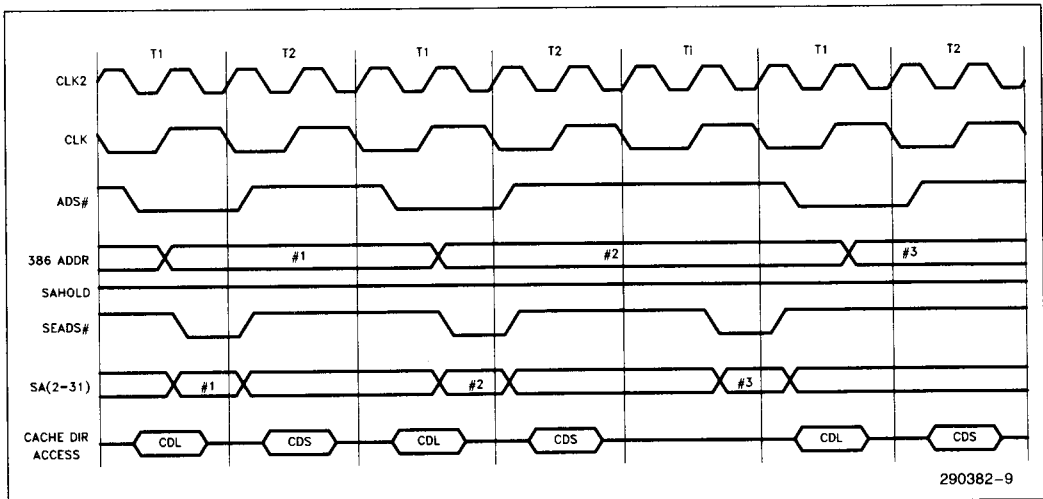 T1 T2 T1 T2 Ti T1 T2
CLK2
CLK
ADS#
386 ADDR #1 #2 #3
SAHOLD
SEADS#
SA(2-31) #1 #2 #3
CACHE DIR
ACCESS CDL CDS CDL CDS CDL CDS
290382-9